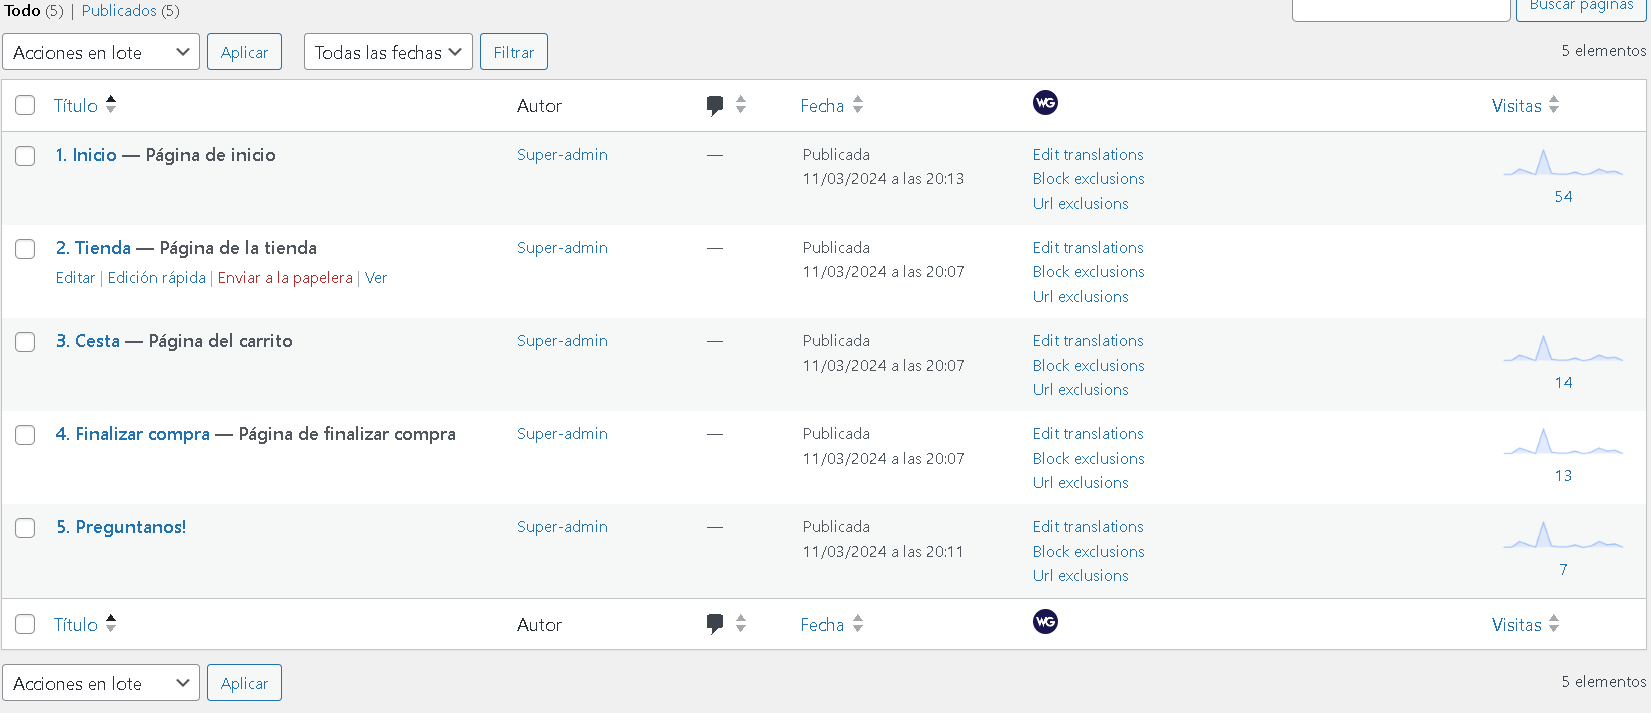 Todo (5) | Publicados (5)
Buscar páginas
Acciones en lote Aplicar Todas las fechas Filtrar 5 elementos
Título Autor Fecha WG Visitas
1. Inicio — Página de inicio Super-admin — Publicada Edit translations
11/03/2024 a las 20:13 Block exclusions
Url exclusions 54
2. Tienda — Página de la tienda Super-admin — Publicada Edit translations
Editar | Edición rápida | Enviar a la papelera | Ver 11/03/2024 a las 20:07 Block exclusions
Url exclusions
3. Cesta — Página del carrito Super-admin — Publicada Edit translations
11/03/2024 a las 20:07 Block exclusions
Url exclusions 14
4. Finalizar compra — Página de finalizar compra Super-admin — Publicada Edit translations
11/03/2024 a las 20:07 Block exclusions
Url exclusions 13
5. Preguntanos! Super-admin — Publicada Edit translations
11/03/2024 a las 20:11 Block exclusions
Url exclusions 7
Título Autor Fecha WG Visitas
Acciones en lote Aplicar 5 elementos